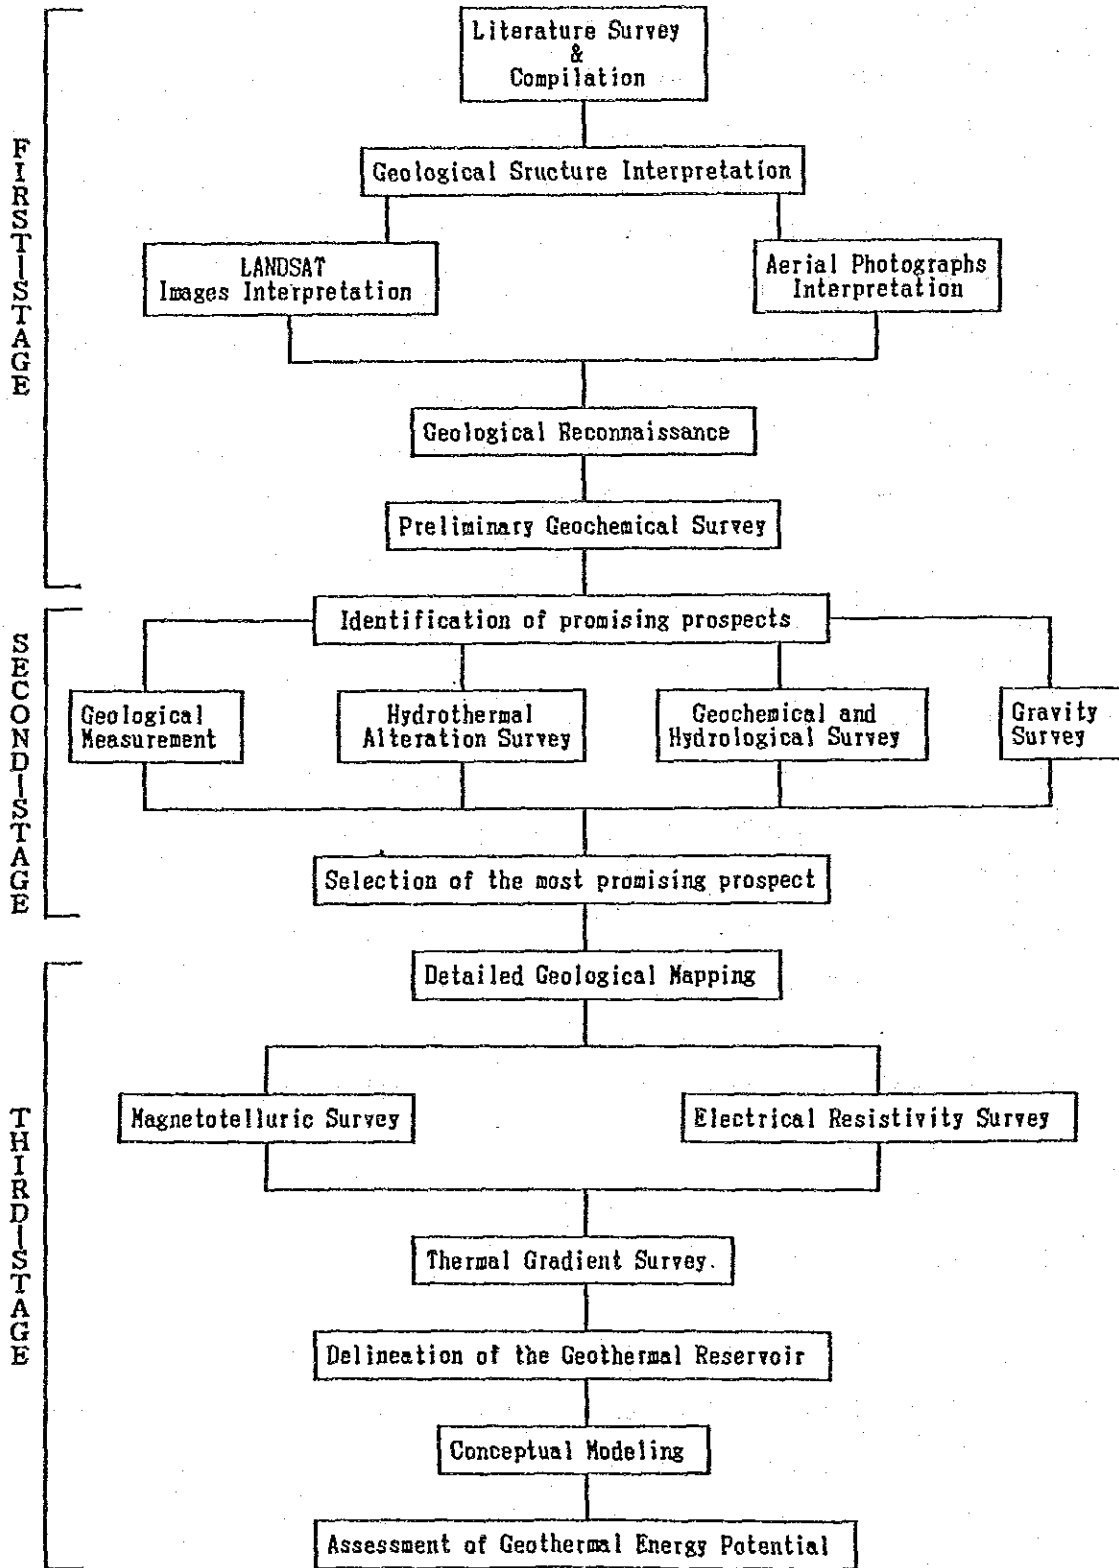 FIRST-STAGE
Literature Survey
&
Compilation
Geological Sructure Interpretation
LANDSAT
Images Interpretation
Aerial Photographs
Interpretation
Geological Reconnaissance
Preliminary Geochemical Survey
SECOND-STAGE
Identification of promising prospects
Geological
Measurement
Hydrothermal
Alteration Survey
Geochemical and
Hydrological Survey
Gravity
Survey
Selection of the most promising prospect
THIRD-STAGE
Detailed Geological Mapping
Magnetotelluric Survey
Electrical Resistivity Survey
Thermal Gradient Survey.
Delineation of the Geothermal Reservoir
Conceptual Modeling
Assessment of Geothermal Energy Potential